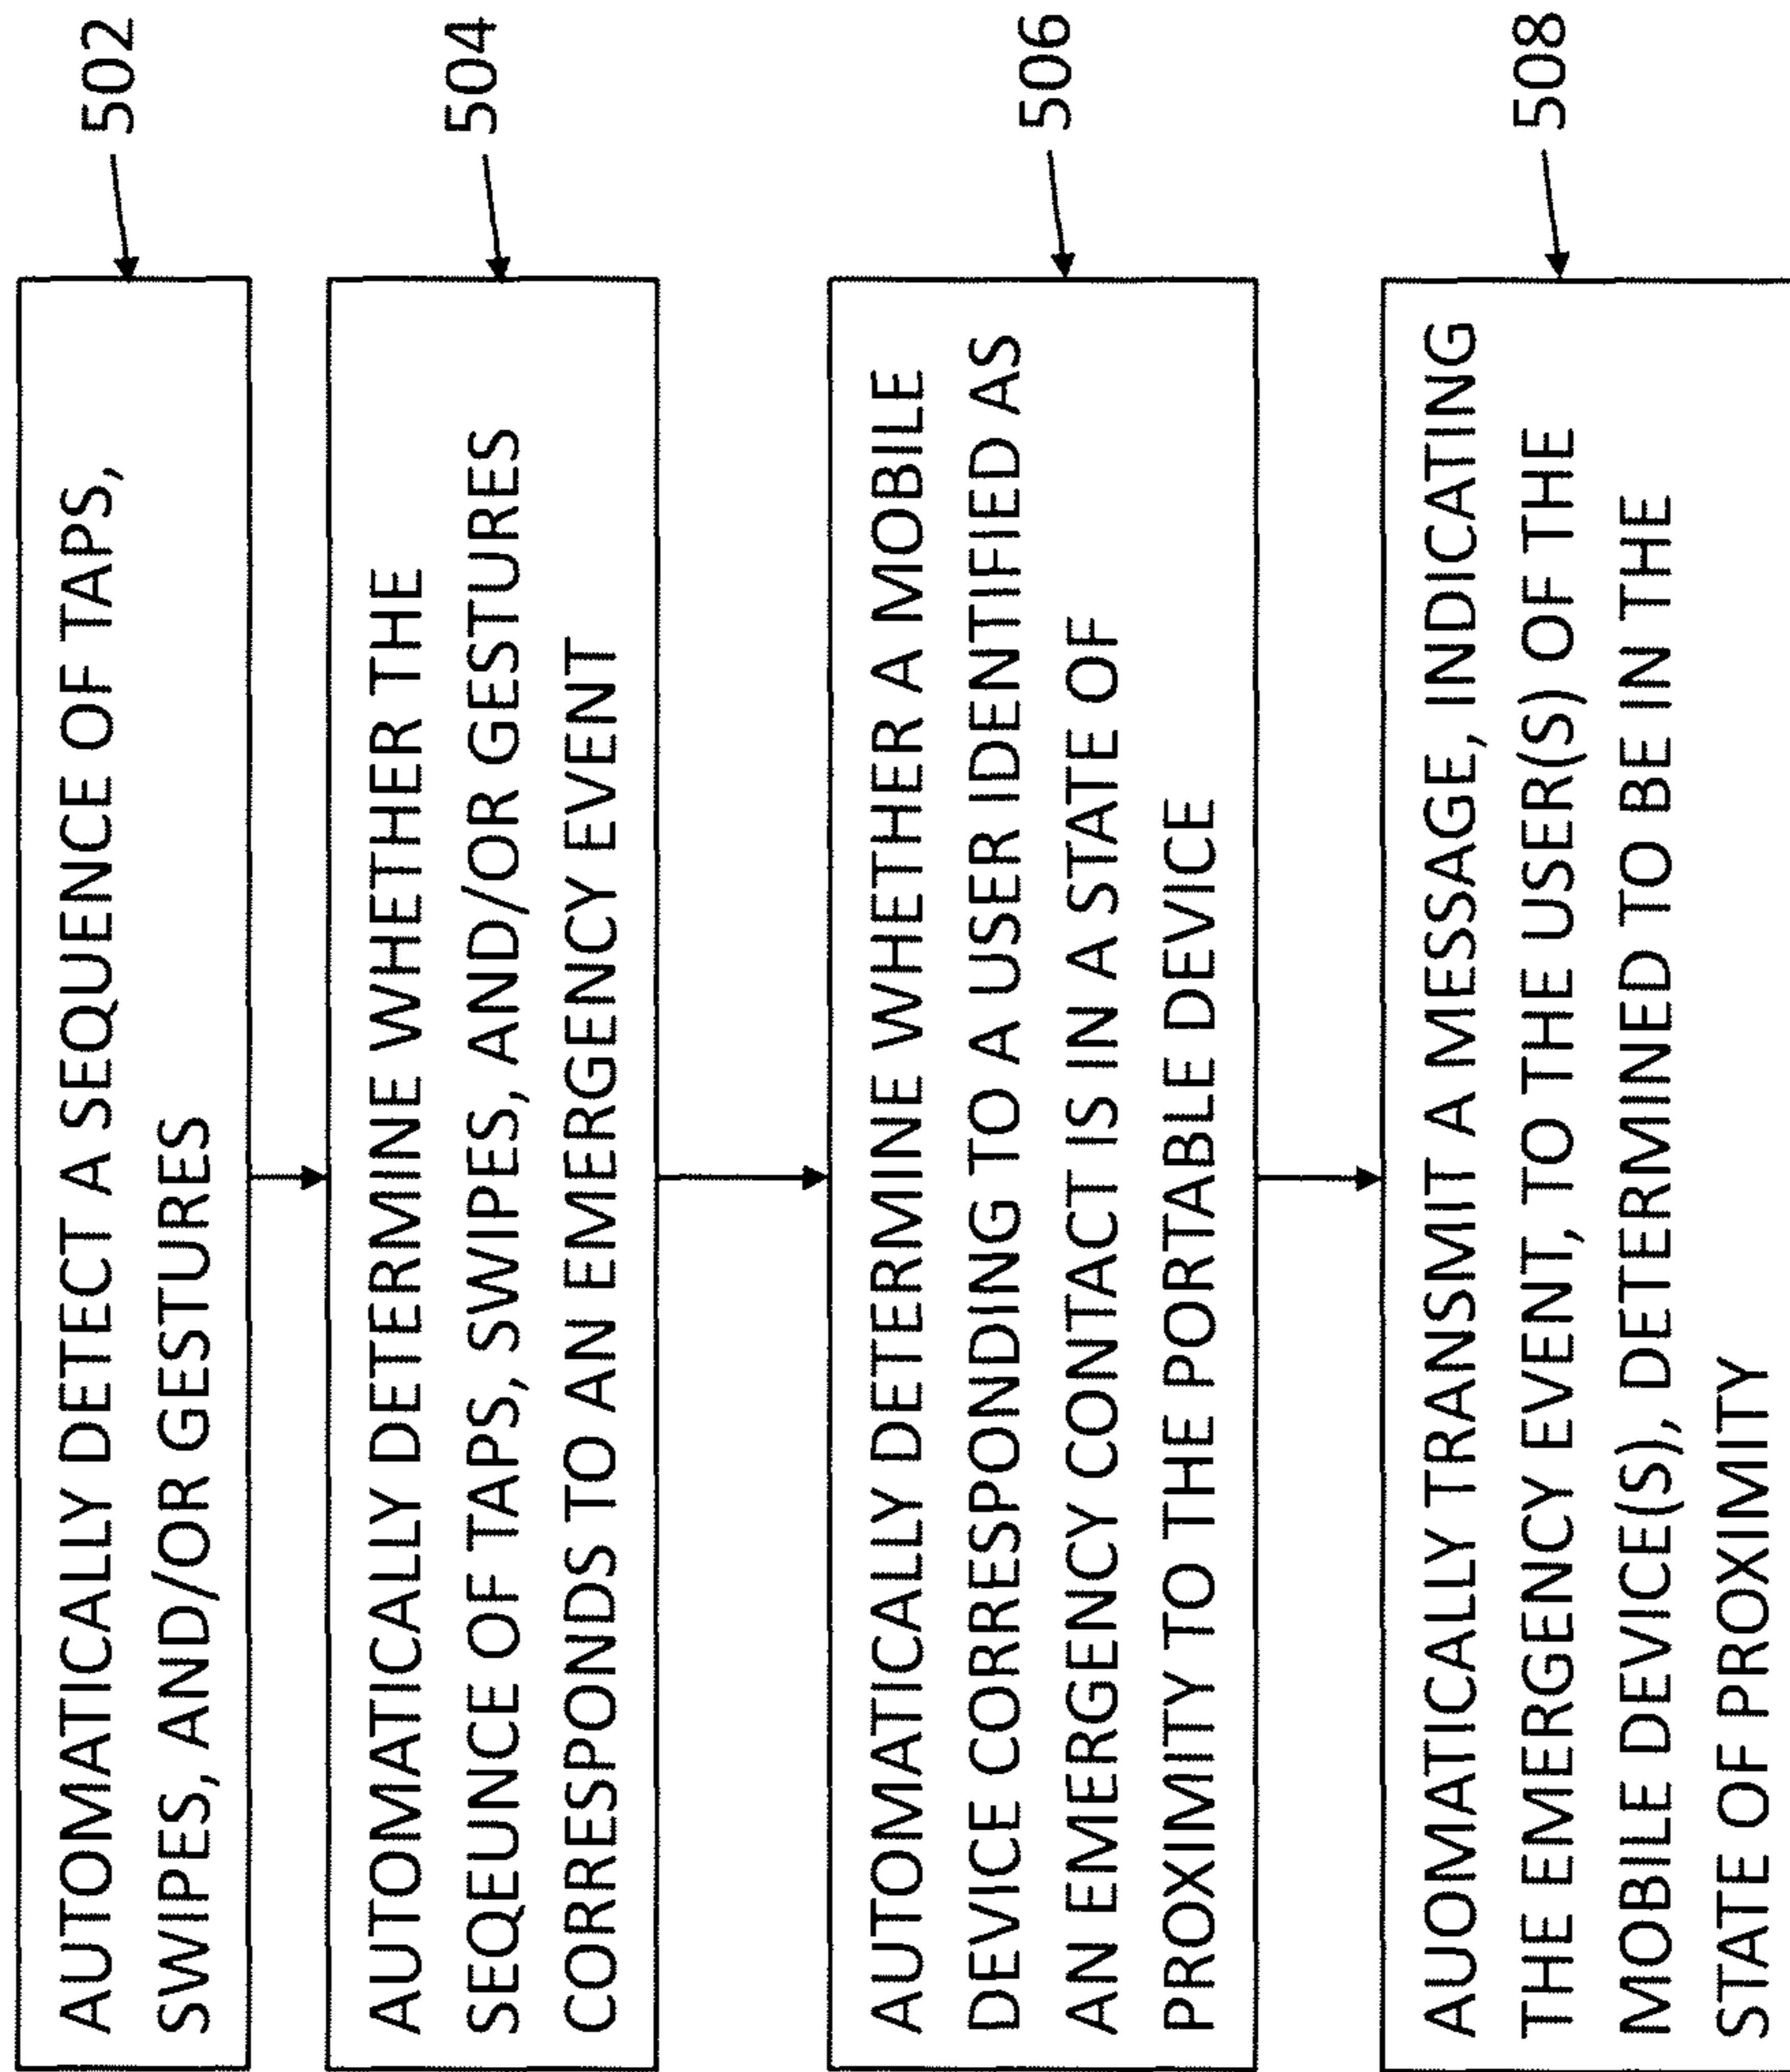 AUTOMATICALLY DETECT A SEQUENCE OF TAPS,
SWIPES, AND/OR GESTURES
502
AUTOMATICALLY DETERMINE WHETHER THE
SEQEUNCE OF TAPS, SWIPES, AND/OR GESTURES
CORRESPONDS TO AN EMERGENCY EVENT
504
AUTOMATICALLY DETERMINE WHETHER A MOBILE
DEVICE CORRESPONDING TO A USER IDENTIFIED AS
AN EMERGENCY CONTACT IS IN A STATE OF
PROXIMITY TO THE PORTABLE DEVICE
506
AUOMATICALLY TRANSMIT A MESSAGE, INDICATING
THE EMERGENCY EVENT, TO THE USER(S) OF THE
MOBILE DEVICE(S), DETERMINED TO BE IN THE
STATE OF PROXIMITY
508